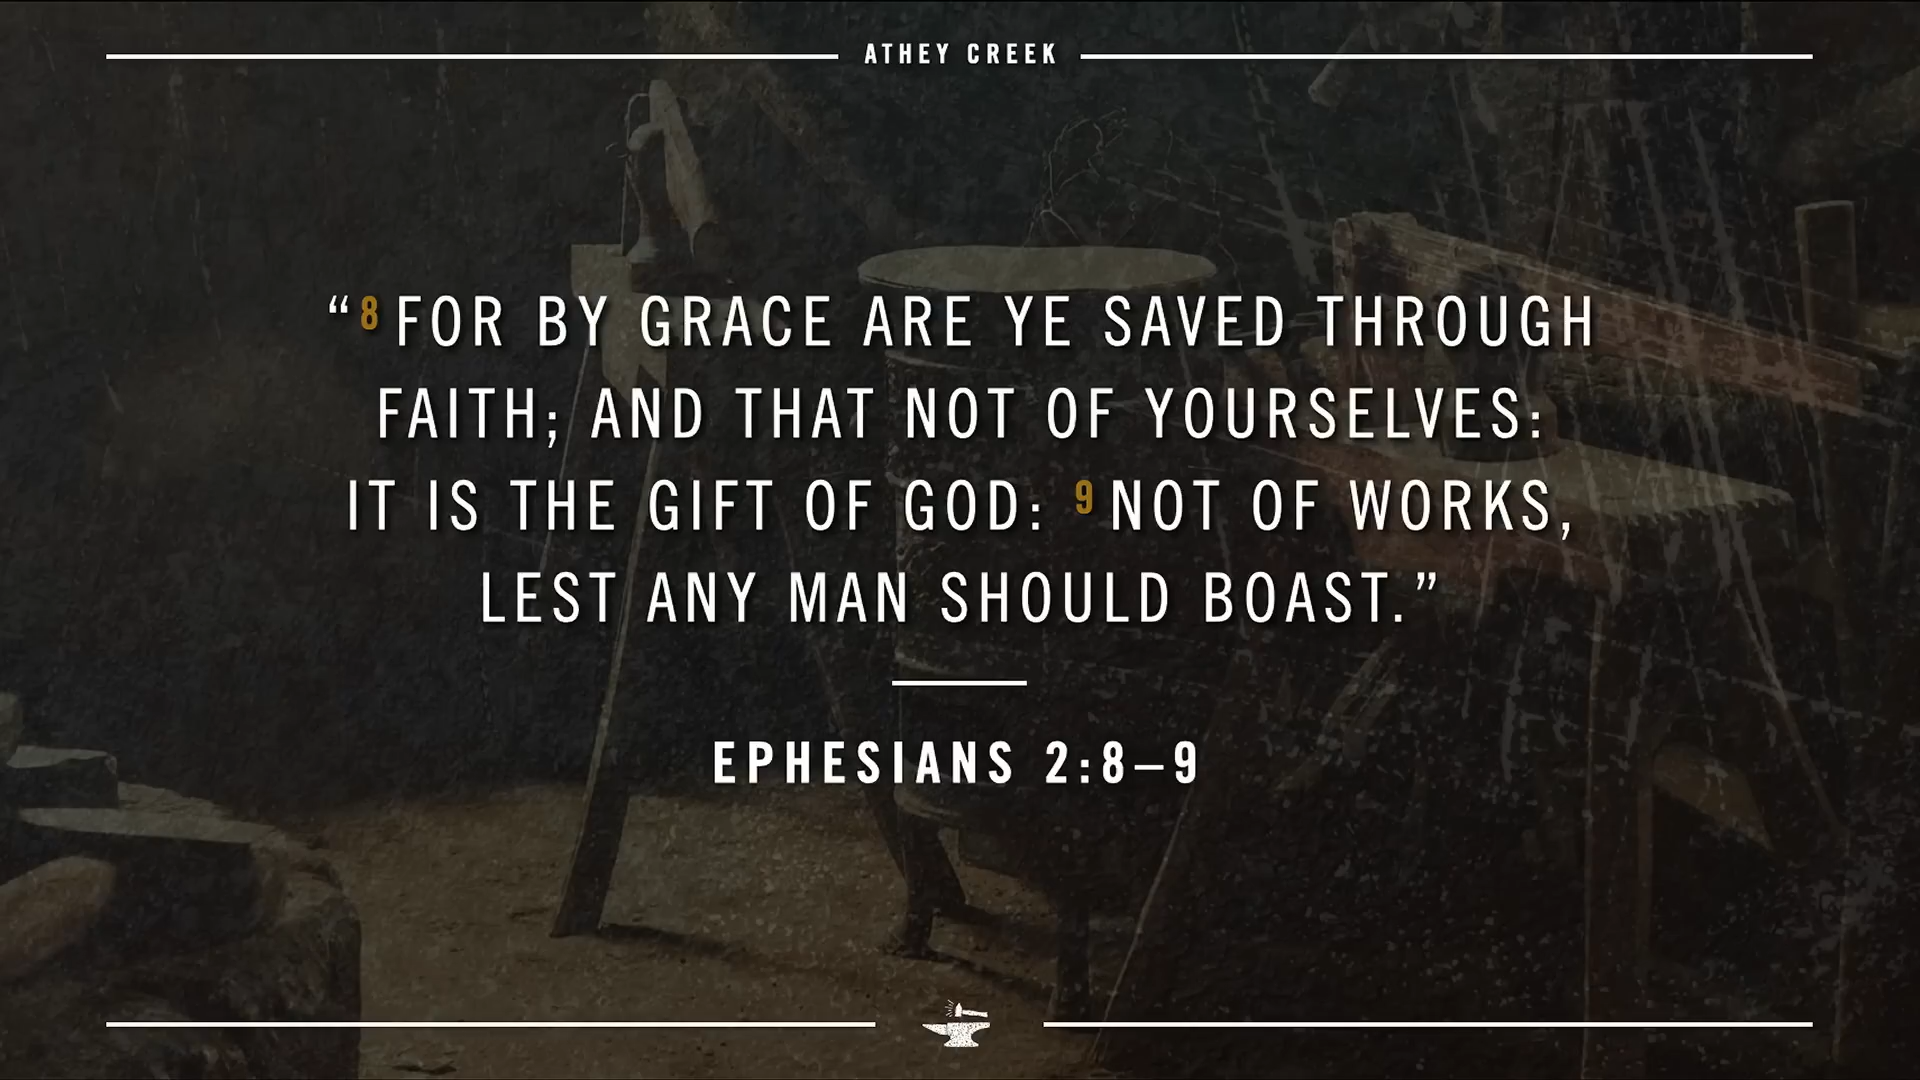 ATHEY CREEK
“8 FOR BY GRACE ARE YE SAVED THROUGH
FAITH; AND THAT NOT OF YOURSELVES:
IT IS THE GIFT OF GOD: 9 NOT OF WORKS,
LEST ANY MAN SHOULD BOAST.”
EPHESIANS 2:8–9